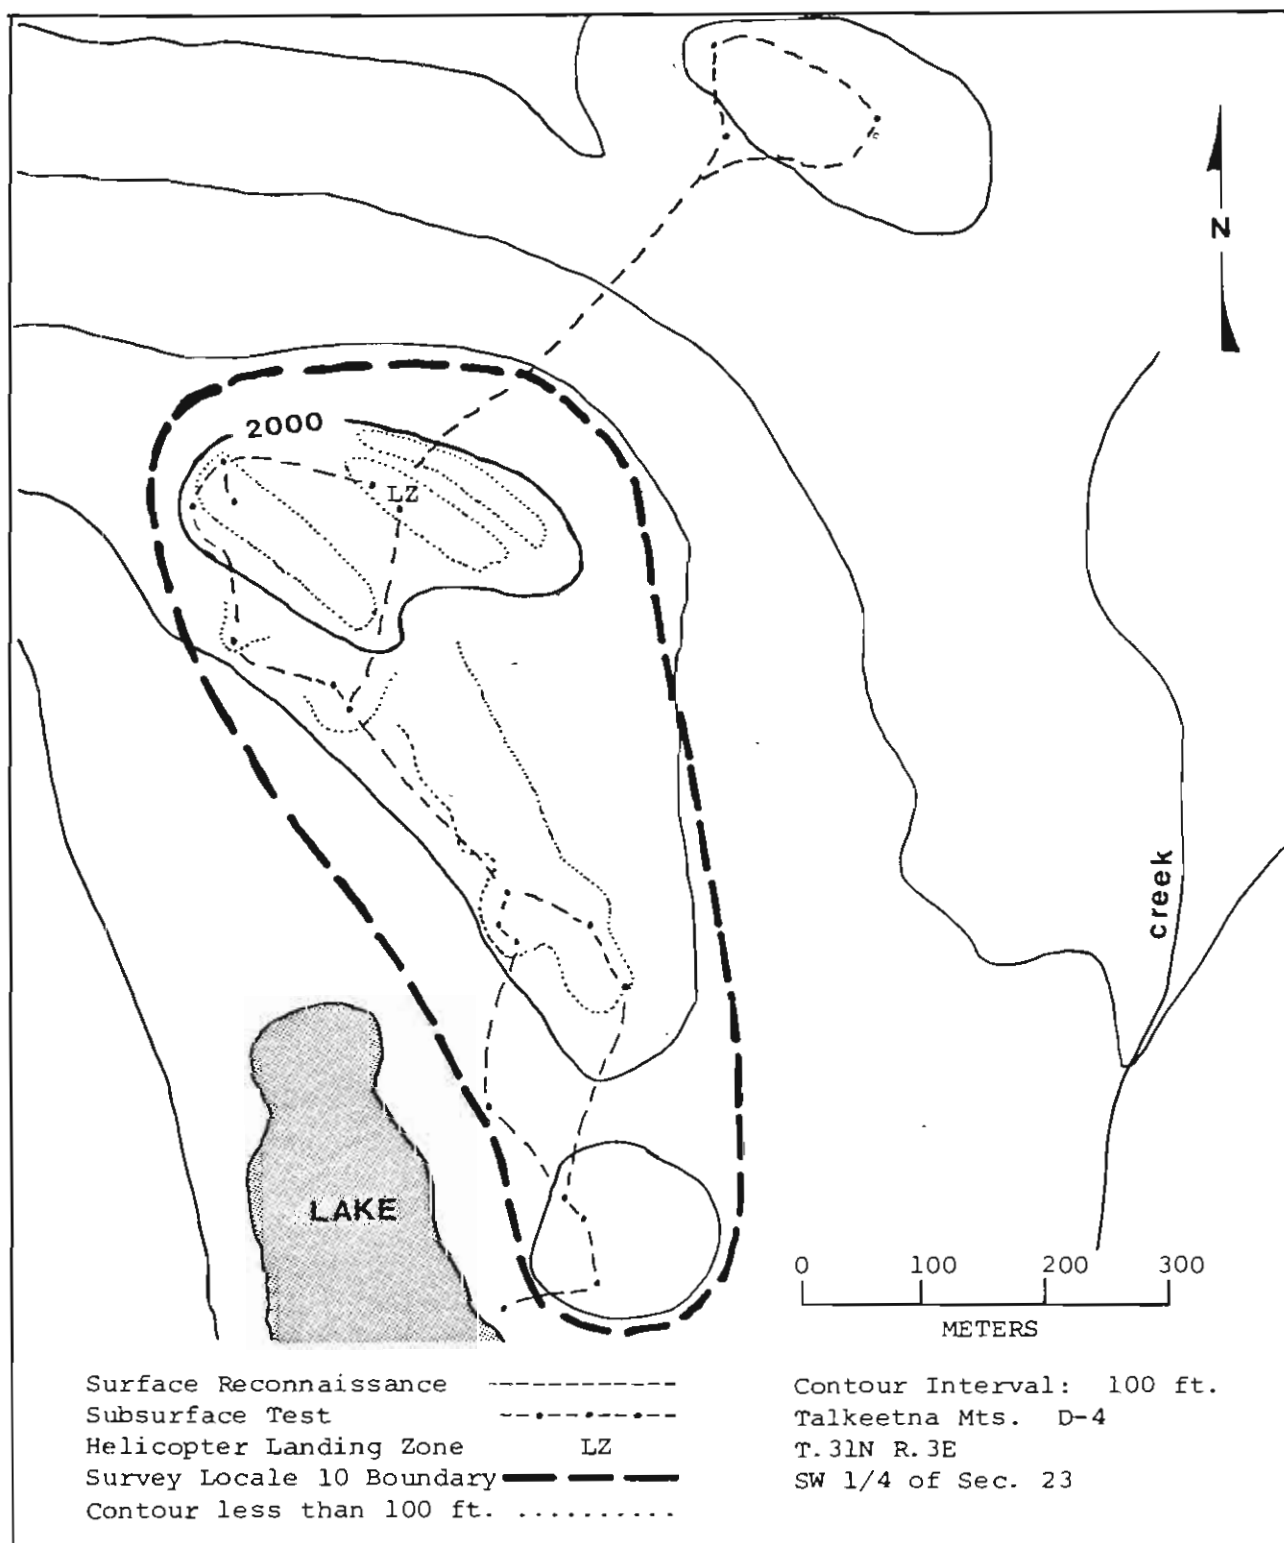 N
2000
LZ
creek
LAKE
0 100 200 300
METERS
Surface Reconnaissance
Subsurface Test
Helicopter Landing Zone LZ
Survey Locale 10 Boundary
Contour less than 100 ft.
Contour Interval: 100 ft.
Talkeetna Mts. D-4
T.31N R.3E
SW 1/4 of Sec. 23